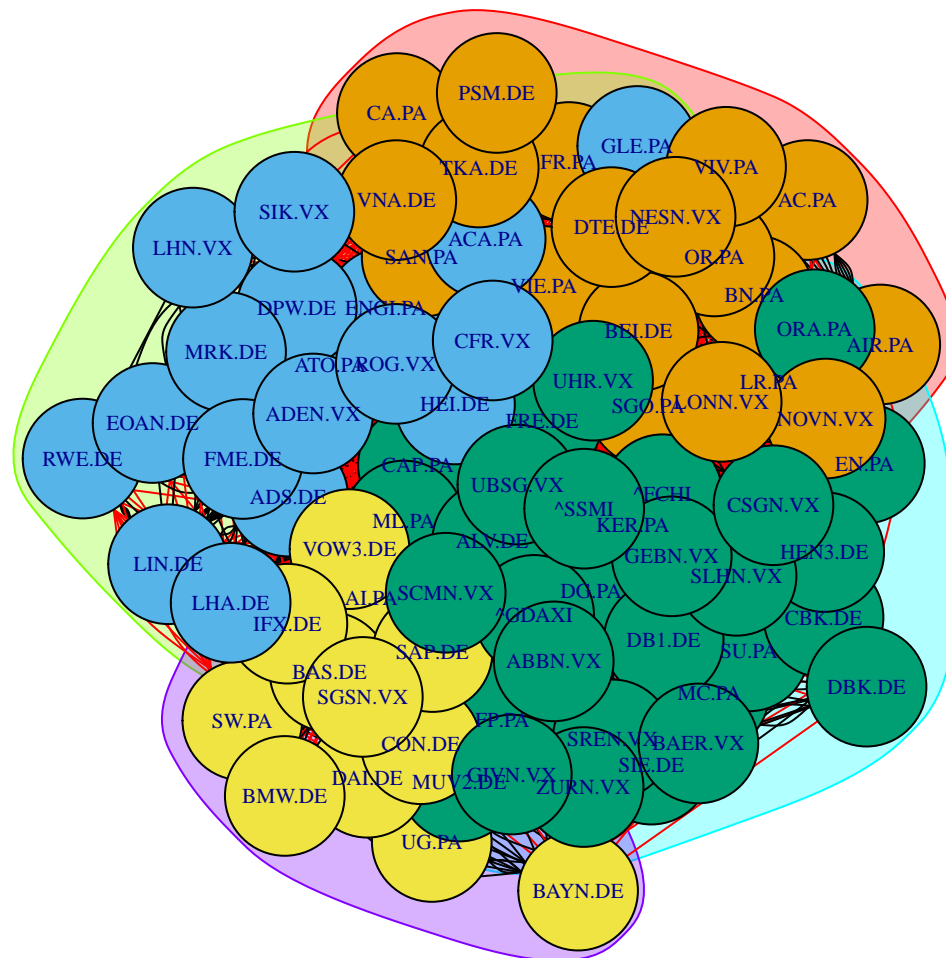 PSM.DE
CA.PA
GLE.PA
FR.PA
VIV.PA
TKA.DE
VNA.DE
AC.PA
SIK.VX
NESN.VX
DTE.DE
ACA.PA
LHN.VX
SAN.PA
OR.PA
VIE.PA
BN.PA
DPW.DE
ENGI.PA
ORA.PA
BEI.DE
CFR.VX
AIR.PA
MRK.DE
ATO.PA
ROG.VX
UHR.VX
LR.PA
HEI.DE
SGO.PA
LONN.VX
ADEN.VX
NOVN.VX
EOAN.DE
FRE.DE
RWE.DE
FME.DE
CAP.PA
EN.PA
UBSG.VX
^FCHI
ADS.DE
^SSMI
CSGN.VX
ML.PA
KER.PA
VOW3.DE
ALV.DE
HEN3.DE
GEBN.VX
LIN.DE
SLHN.VX
SCMN.VX
DG.PA
LHA.DE
^GDAXI
CBK.DE
IFX.DE
DB1.DE
SU.PA
SAP.DE
ABBN.VX
BAS.DE
DBK.DE
SGSN.VX
MC.PA
SW.PA
FP.PA
SREN.VX
BAER.VX
CON.DE
SIE.DE
GIVN.VX
DAI.DE
MUV2.DE
ZURN.VX
BMW.DE
UG.PA
BAYN.DE